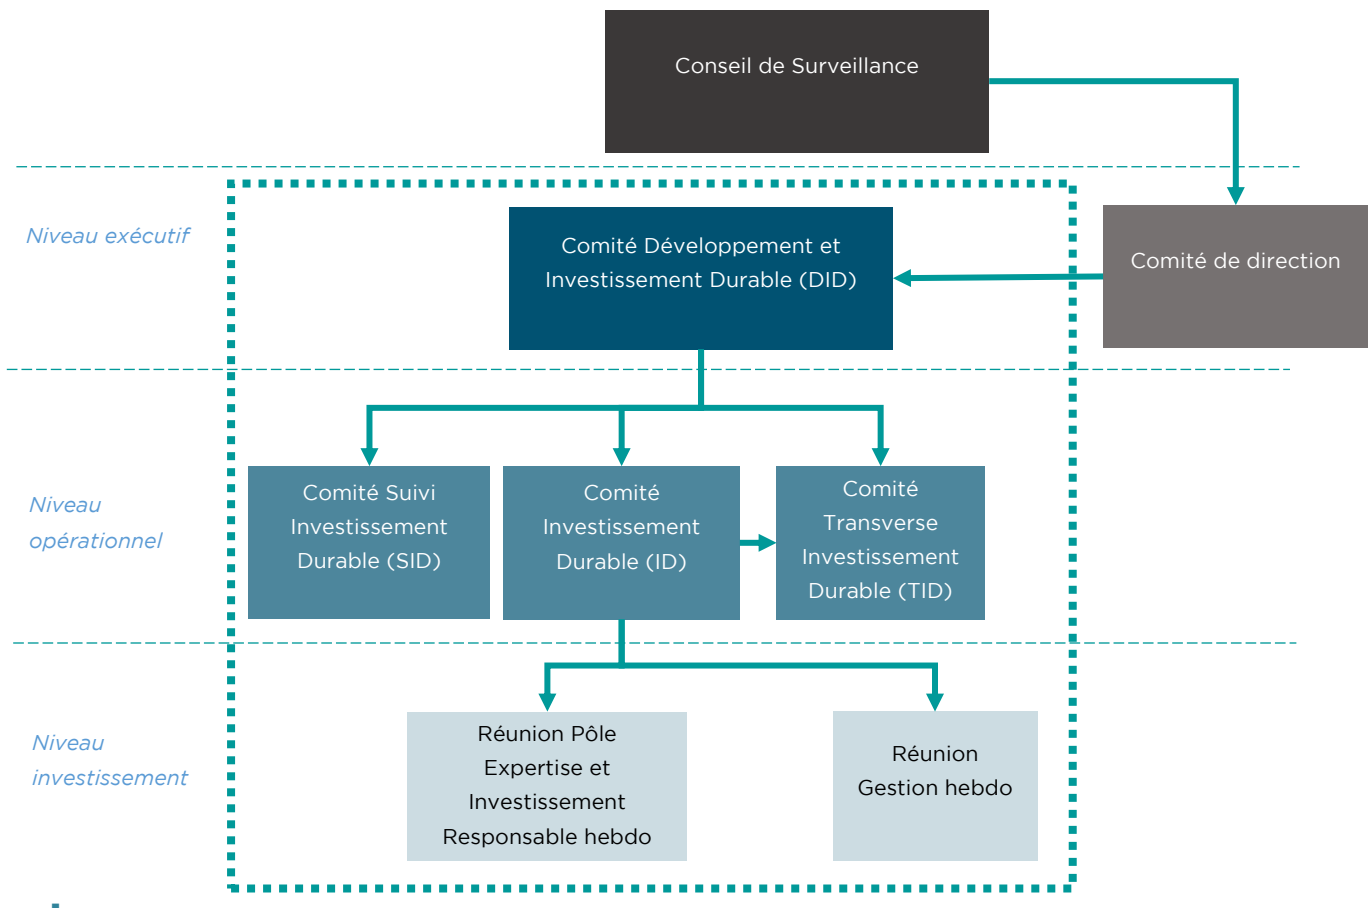 Conseil de Surveillance
Niveau exécutif
Comité Développement et
Investissement Durable (DID)
Comité de direction
Niveau
opérationnel
Comité Suivi
Investissement
Durable (SID)
Comité
Investissement
Durable (ID)
Comité
Transverse
Investissement
Durable (TID)
Niveau
investissement
Réunion Pôle
Expertise et
Investissement
Responsable hebdo
Réunion
Gestion hebdo